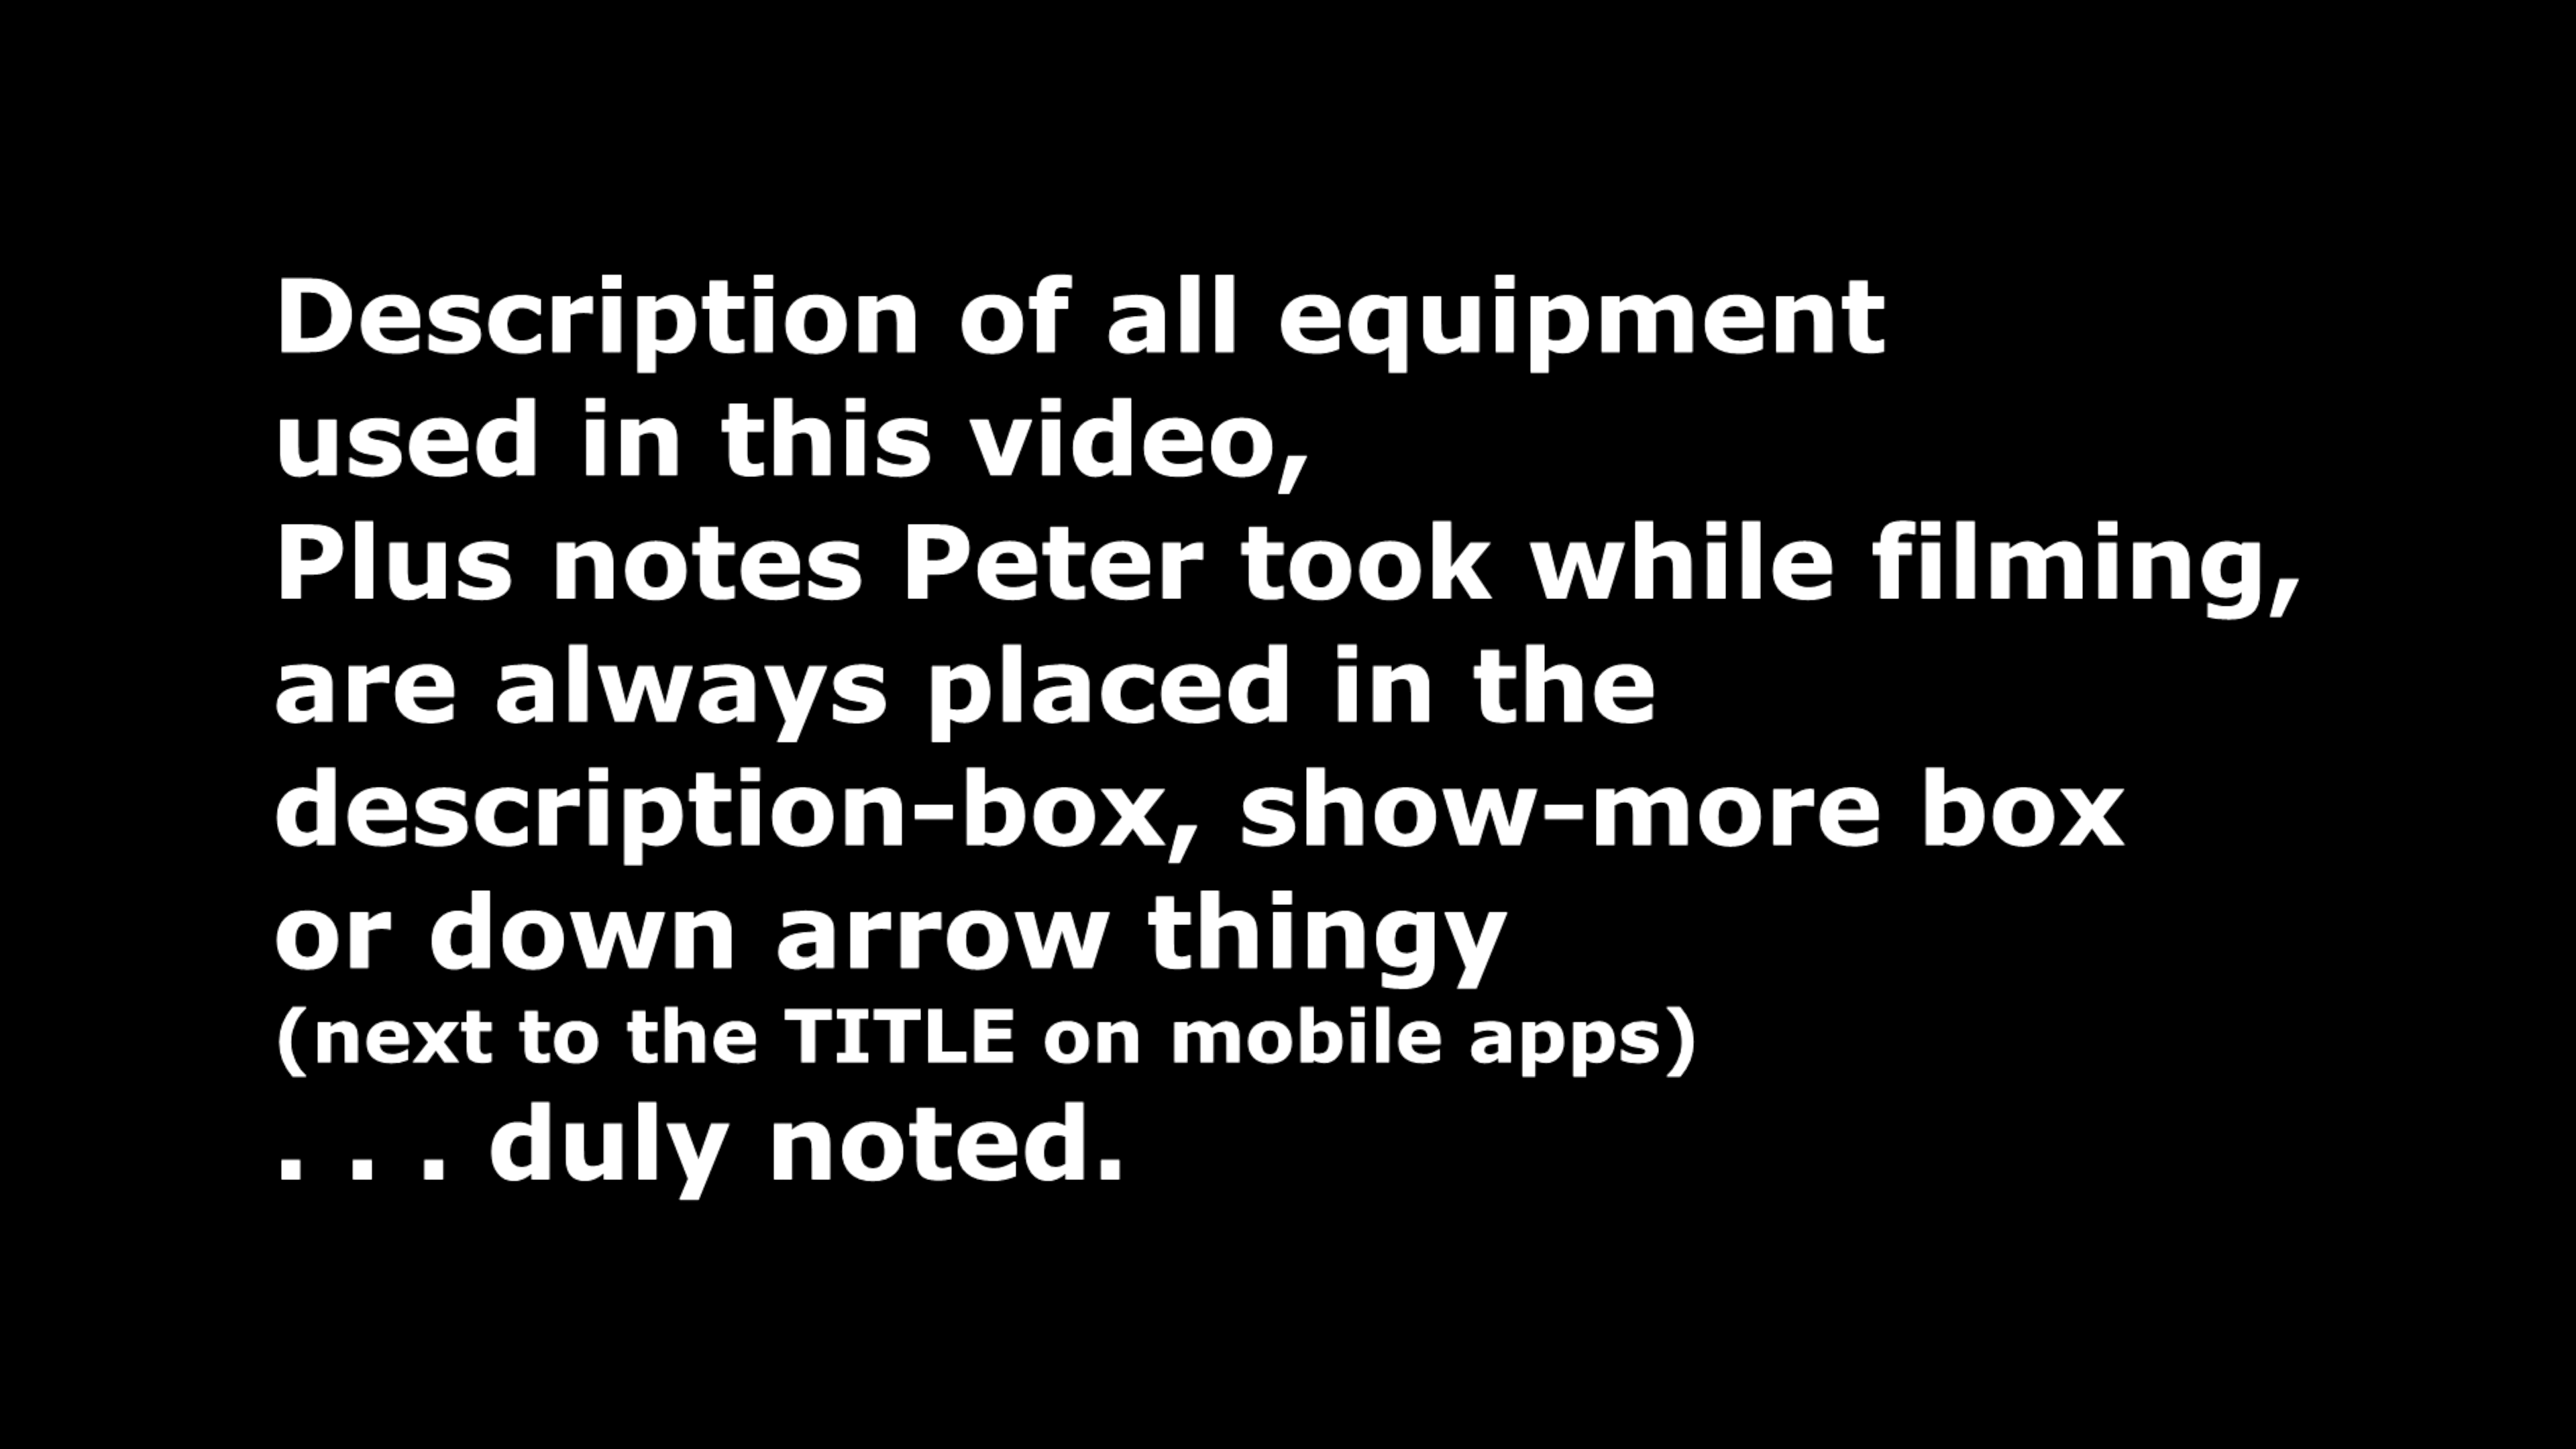 Description of all equipment
used in this video,
Plus notes Peter took while filming,
are always placed in the
description-box, show-more box
or down arrow thingy
(next to the TITLE on mobile apps)
. . . duly noted.